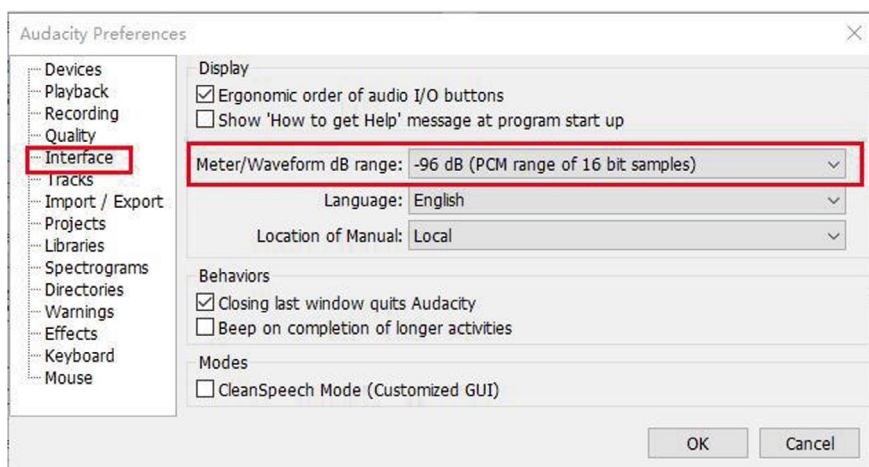 Audacity Preferences
Devices
Playback
Recording
Quality
Interface
Tracks
Import / Export
Projects
Libraries
Spectrograms
Directories
Warnings
Effects
Keyboard
Mouse
Display
Ergonomic order of audio I/O buttons
Show 'How to get Help' message at program start up
Meter/Waveform dB range: -96 dB (PCM range of 16 bit samples)
Language: English
Location of Manual: Local
Behaviors
Closing last window quits Audacity
Beep on completion of longer activities
Modes
CleanSpeech Mode (Customized GUI)
OK Cancel